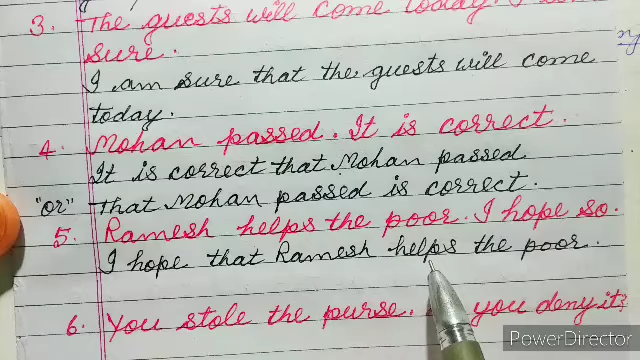 3. The guests will come today. I
sure.
I am sure that the guests will come
today.
4. Mohan passed. It is correct.
It is correct that Mohan passed
"or" That Mohan passed is correct.
5. Ramesh helps the poor. I hope so.
I hope that Ramesh helps the poor.
6. You stole the purse. you deny it?
PowerDirector